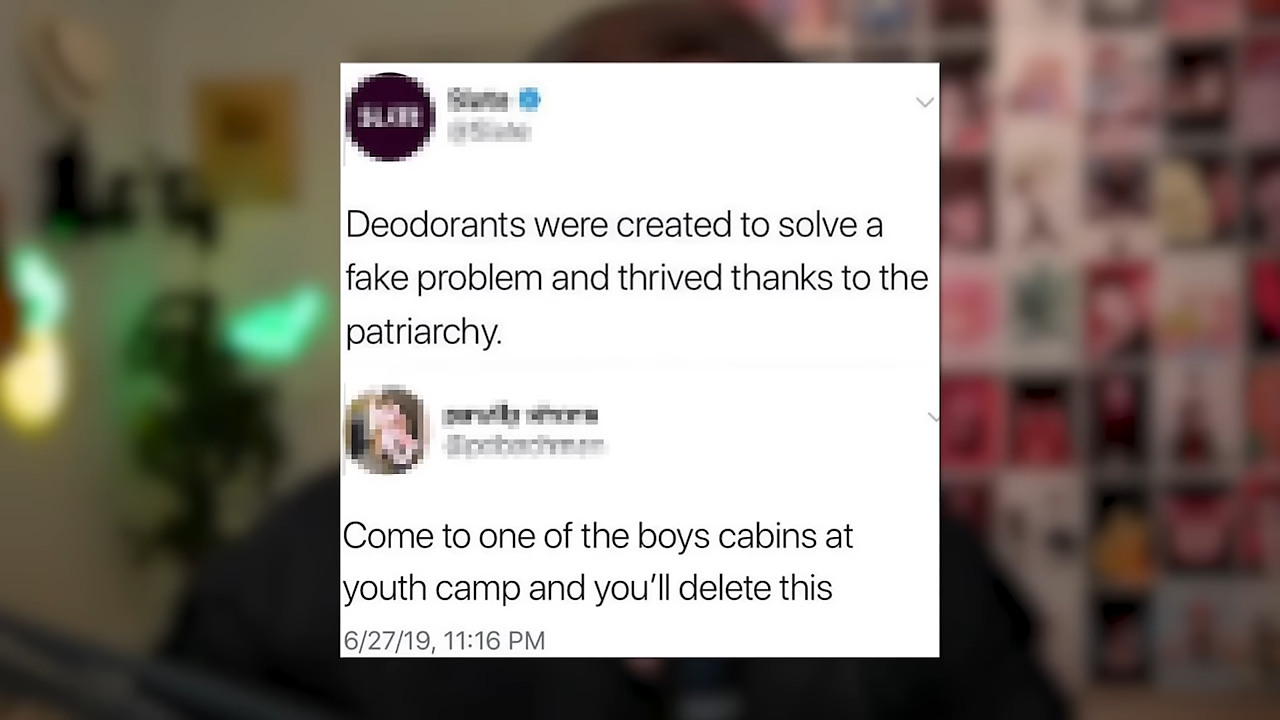 Deodorants were created to solve a
fake problem and thrived thanks to the
patriarchy.
Come to one of the boys cabins at
youth camp and you’ll delete this
6/27/19, 11:16 PM